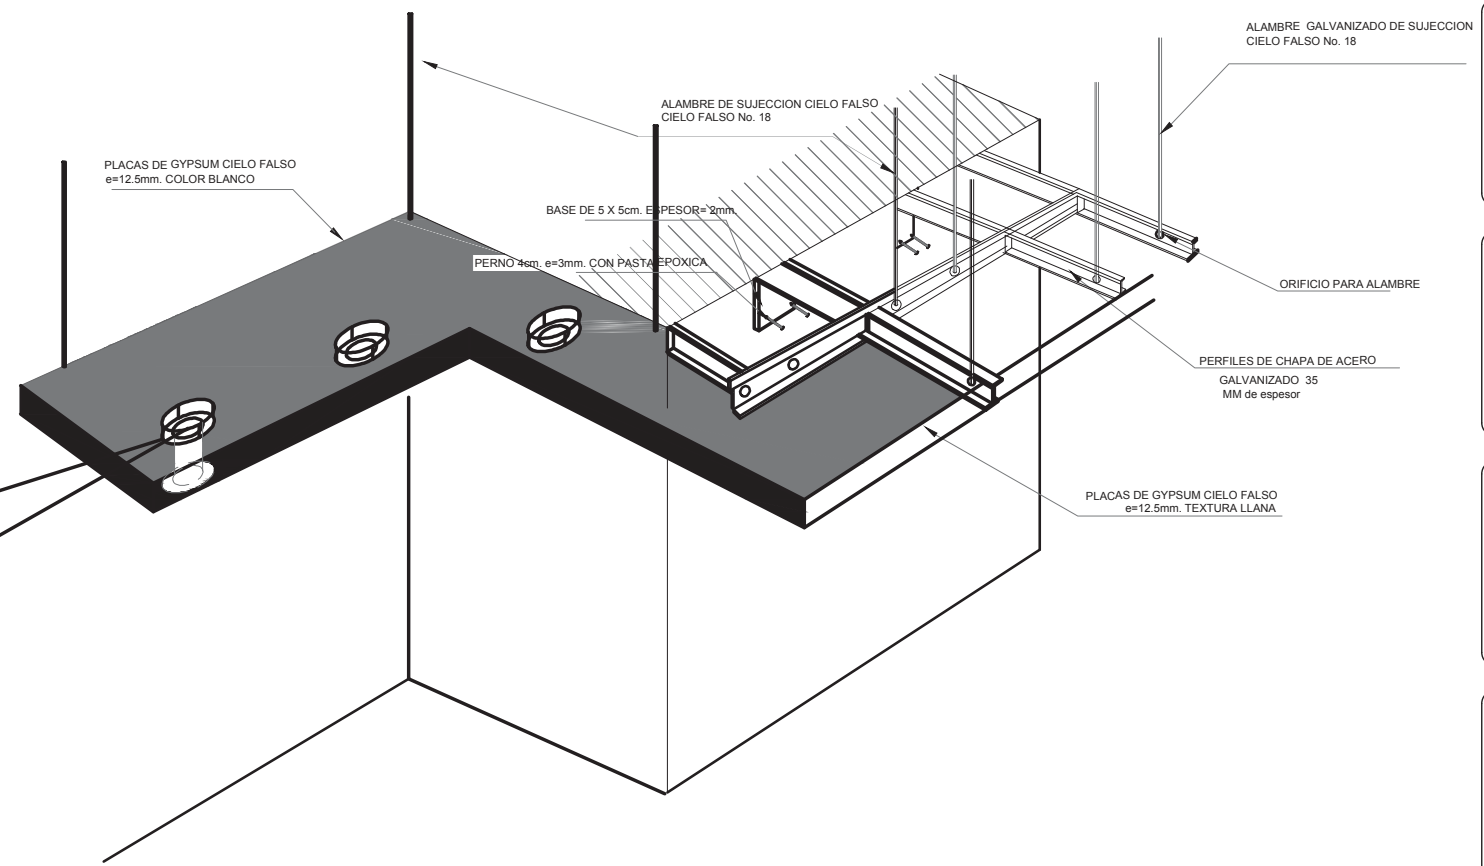 ALAMBRE GALVANIZADO DE SUJECCION
CIELO FALSO No. 18
ALAMBRE DE SUJECCION CIELO FALSO
CIELO FALSO No. 18
PLACAS DE GYPSUM CIELO FALSO
e=12.5mm. COLOR BLANCO
BASE DE 5 X 5cm. ESPESOR= 2mm.
PERNO 4cm. e=3mm. CON PASTA EPOXICA
ORIFICIO PARA ALAMBRE
PERFILES DE CHAPA DE ACERO
GALVANIZADO 35
MM de espesor
PLACAS DE GYPSUM CIELO FALSO
e=12.5mm. TEXTURA LLANA